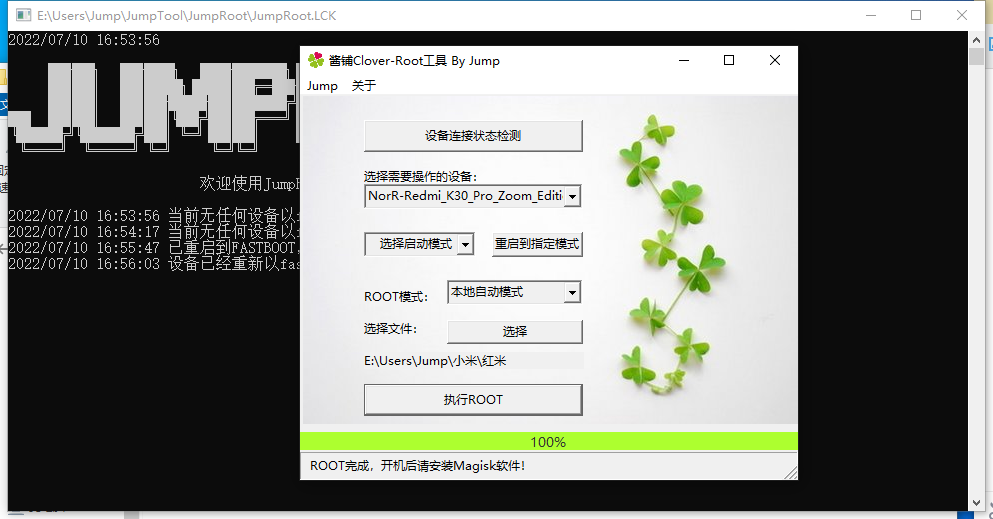 E:\Users\Jump\JumpTool\JumpRoot\JumpRoot.LCK
2022/07/10 16:53:56
JUMP
欢迎使用Jump
2022/07/10 16:53:56 当前无任何设备以
2022/07/10 16:54:17 当前无任何设备以
2022/07/10 16:55:47 已重启到FASTBOOT,
2022/07/10 16:56:03 设备已经重新以fas
酱铺Clover-Root工具 By Jump
Jump 关于
设备连接状态检测
选择需要操作的设备:
NorR-Redmi_K30_Pro_Zoom_Editi
选择启动模式
重启到指定模式
ROOT模式:
本地自动模式
选择文件:
选择
E:\Users\Jump\小米\红米
执行ROOT
100%
ROOT完成，开机后请安装Magisk软件!